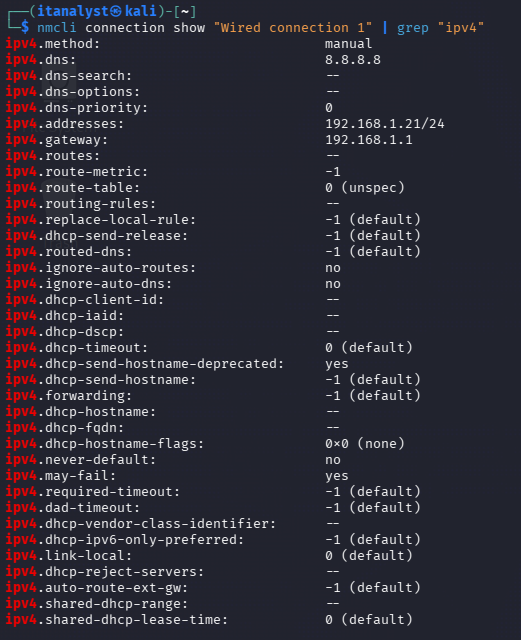 ┌──(itanalyst㉿kali)-[~]
└─$ nmcli connection show "Wired connection 1" | grep "ipv4"
ipv4.method: manual
ipv4.dns: 8.8.8.8
ipv4.dns-search: --
ipv4.dns-options: --
ipv4.dns-priority: 0
ipv4.addresses: 192.168.1.21/24
ipv4.gateway: 192.168.1.1
ipv4.routes: --
ipv4.route-metric: -1
ipv4.route-table: 0 (unspec)
ipv4.routing-rules: --
ipv4.replace-local-rule: -1 (default)
ipv4.dhcp-send-release: -1 (default)
ipv4.routed-dns: -1 (default)
ipv4.ignore-auto-routes: no
ipv4.ignore-auto-dns: no
ipv4.dhcp-client-id: --
ipv4.dhcp-iaid: --
ipv4.dhcp-dscp: --
ipv4.dhcp-timeout: 0 (default)
ipv4.dhcp-send-hostname-deprecated: yes
ipv4.dhcp-send-hostname: -1 (default)
ipv4.forwarding: -1 (default)
ipv4.dhcp-hostname: --
ipv4.dhcp-fqdn: --
ipv4.dhcp-hostname-flags: 0x0 (none)
ipv4.never-default: no
ipv4.may-fail: yes
ipv4.required-timeout: -1 (default)
ipv4.dad-timeout: -1 (default)
ipv4.dhcp-vendor-class-identifier: --
ipv4.dhcp-ipv6-only-preferred: -1 (default)
ipv4.link-local: 0 (default)
ipv4.dhcp-reject-servers: --
ipv4.auto-route-ext-gw: -1 (default)
ipv4.shared-dhcp-range: --
ipv4.shared-dhcp-lease-time: 0 (default)